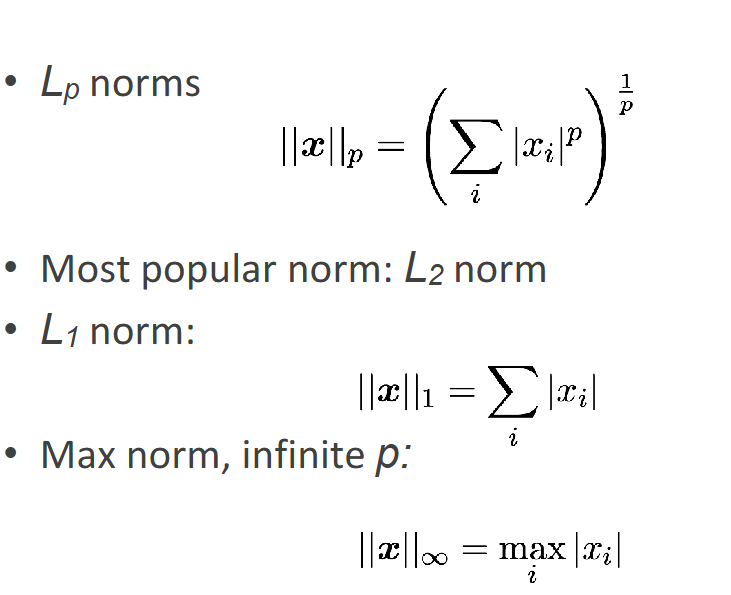 • Lp norms
||x||p = (∑i |xi|^p)^(1/p)
• Most popular norm: L2 norm
• L1 norm:
||x||1 = ∑i |xi|
• Max norm, infinite p:
||x||∞ = maxi |xi|